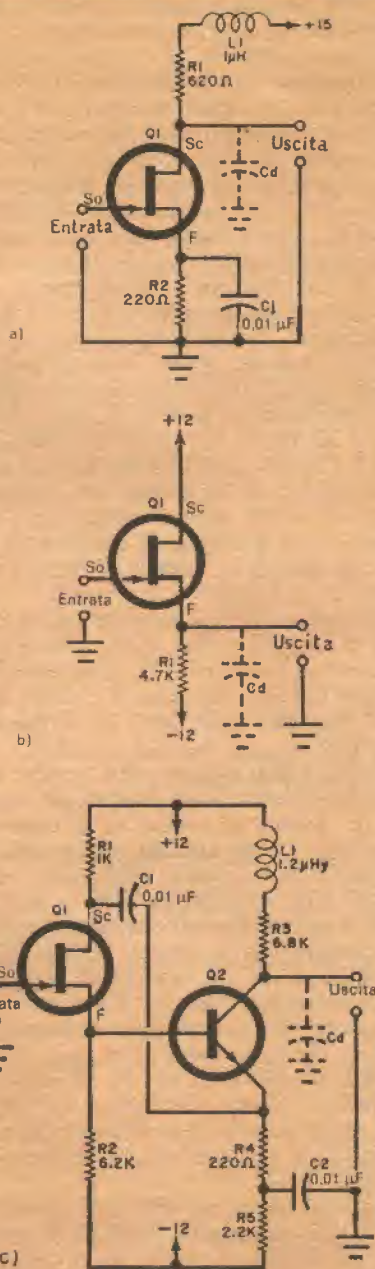 L1
1µH
+15
R1
620Ω
Q1
Sc
Uscita
Cd
So
Entrata
F
R2
220Ω
C1
0,01 µF
a)
+12
Q1
Sc
So
Entrata
F
Uscita
R1
4.7K
Cd
-12
b)
R1
1K
+12
L1
1.2µHy
C1
0,01 µF
Q1
Sc
R3
6.8K
So
ata
Q2
F
Uscita
Cd
R2
6.2K
R4
220Ω
C2
0,01 µF
R5
2.2K
-12
c)